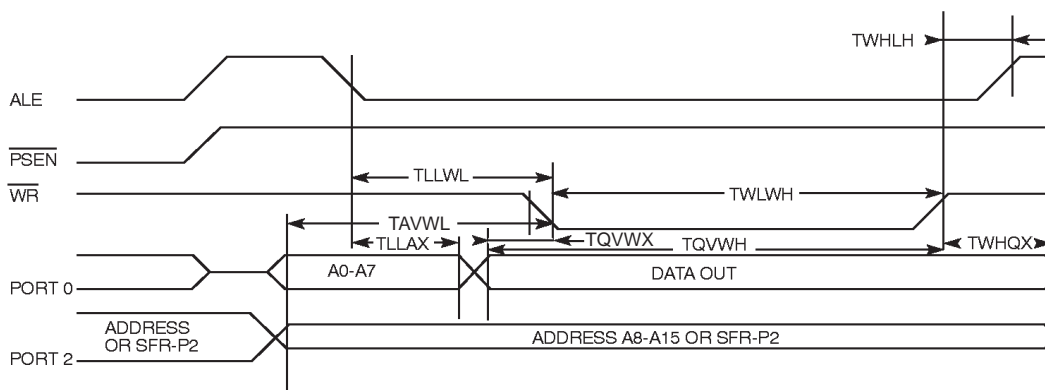 TWHLH
ALE
PSEN
TLLWL
WR
TWLWH
TAVWL
TLLAX
TQVWX
TQVWH
TWHQX
PORT 0
A0-A7
DATA OUT
ADDRESS
OR SFR-P2
PORT 2
ADDRESS A8-A15 OR SFR-P2